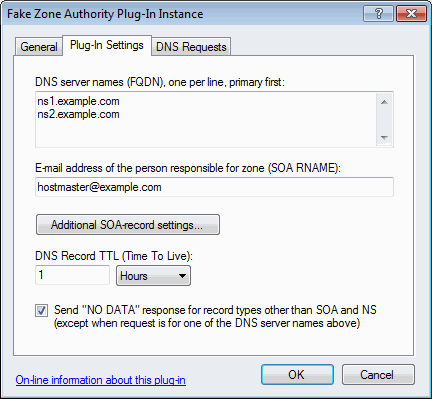 Fake Zone Authority Plug-In Instance
General
Plug-In Settings
DNS Requests
DNS server names (FQDN), one per line, primary first:
ns1.example.com
ns2.example.com
E-mail address of the person responsible for zone (SOA RNAME):
hostmaster@example.com
Additional SOA-record settings...
DNS Record TTL (Time To Live):
1
Hours
Send "NO DATA" response for record types other than SOA and NS
(except when request is for one of the DNS server names above)
On-line information about this plug-in
OK
Cancel